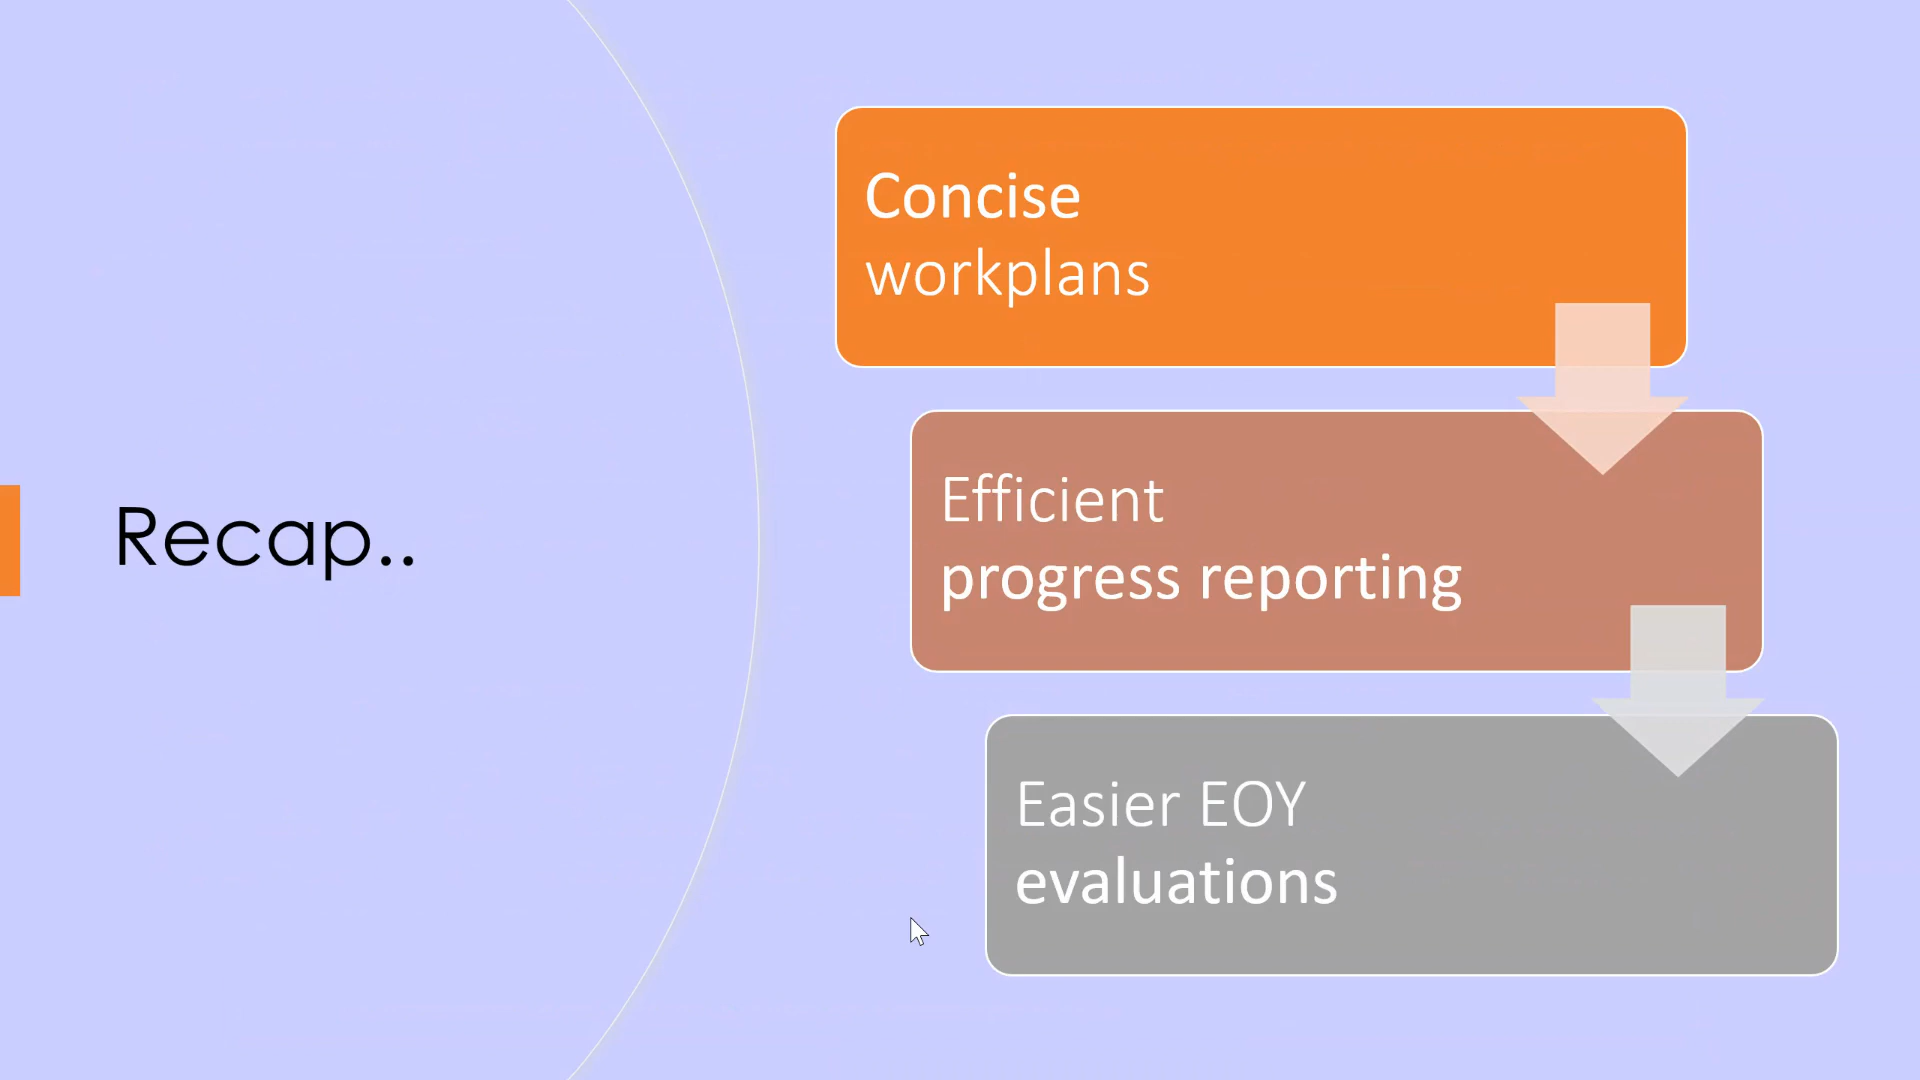 Recap..
Concise
workplans
Efficient
progress reporting
Easier EOY
evaluations